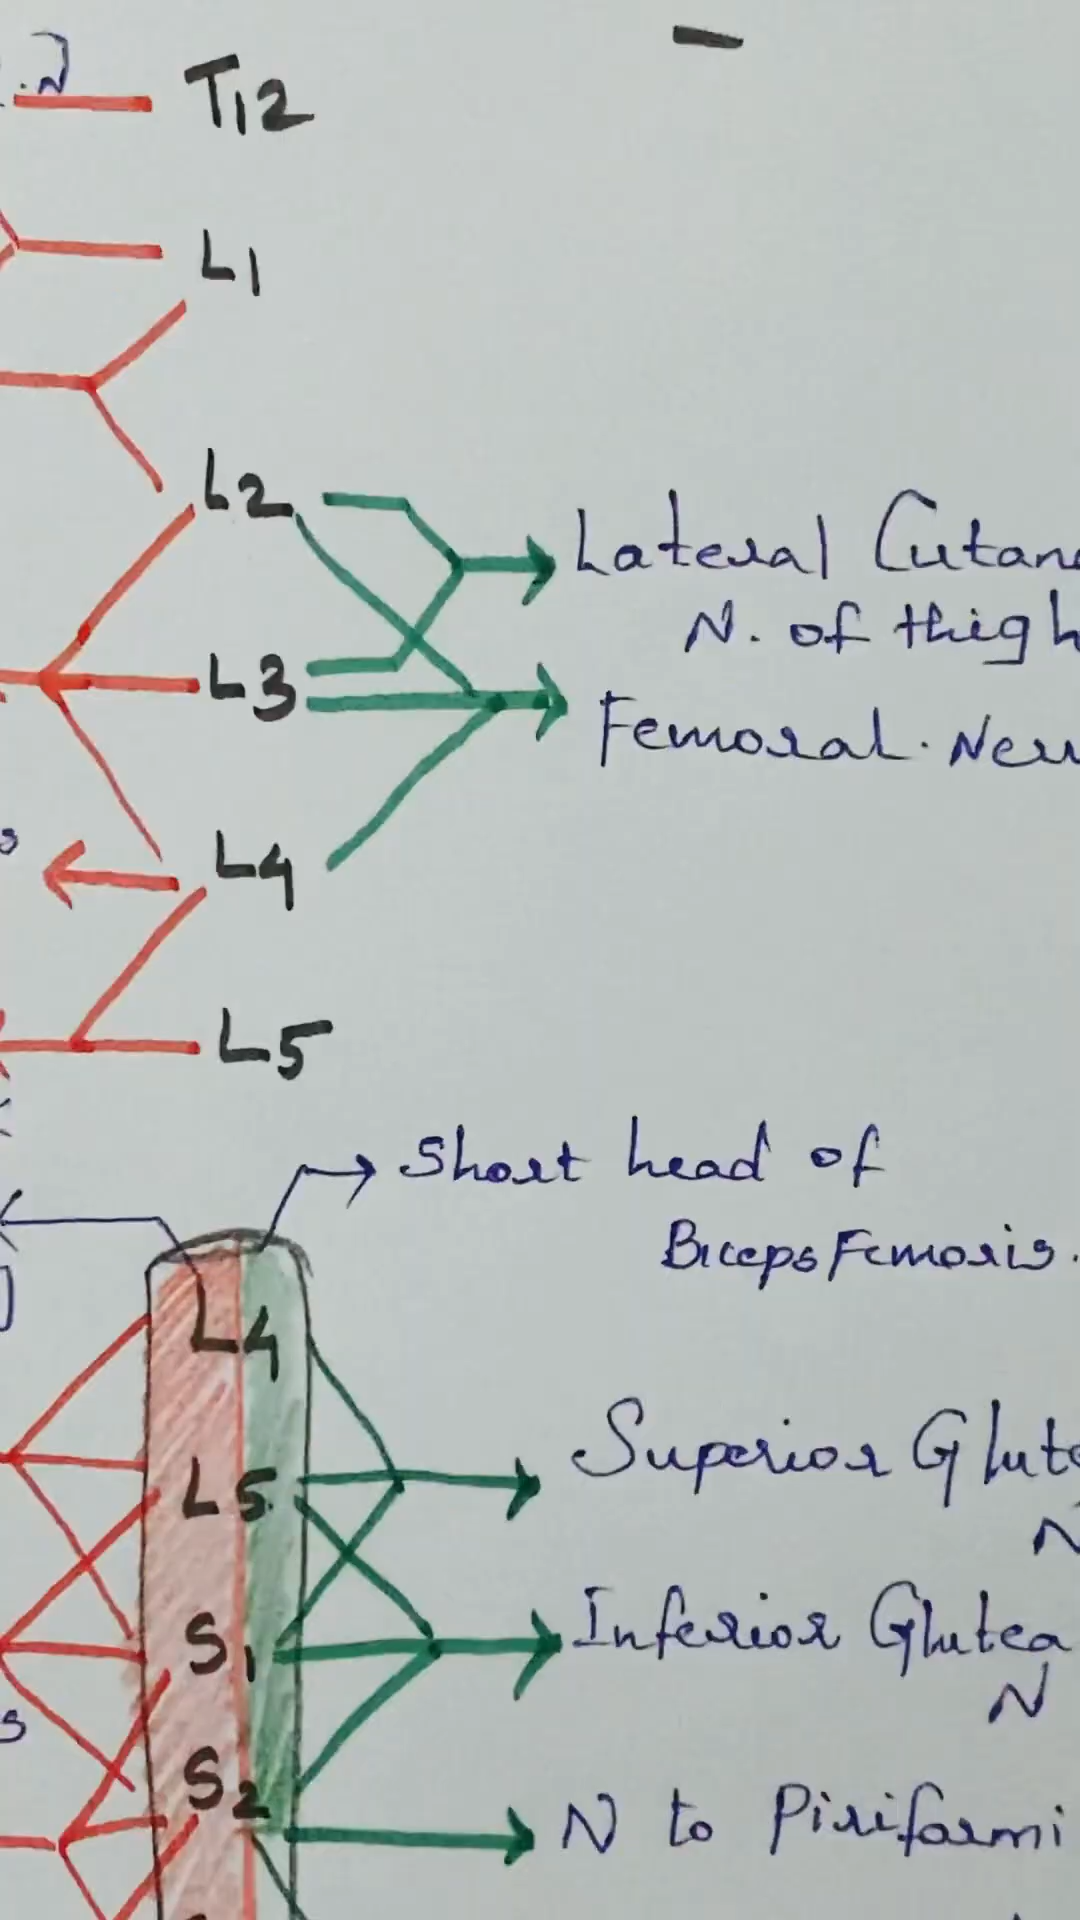 T12
L1
L2
Lateral
N. of thigh
L3
Femoral.
L4
L5
Short head of
Biceps Femoris.
L4
Superior
N
L5
Inferior
N
S1
S2
N to